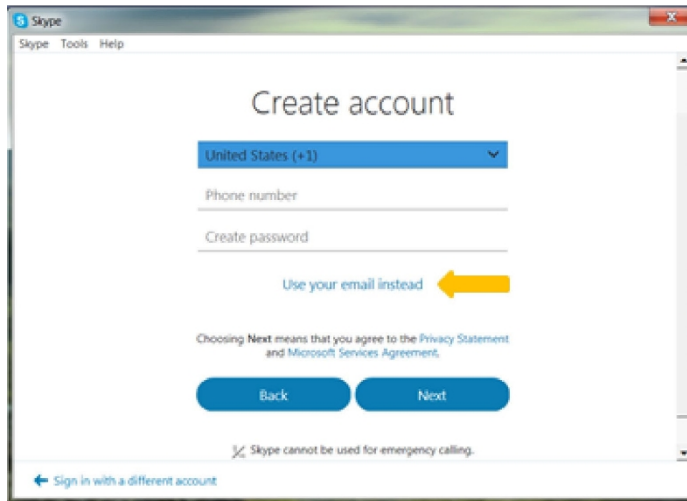 Skype
Skype Tools Help
Create account
United States (+1)
Phone number
Create password
Use your email instead
Choosing Next means that you agree to the Privacy Statement
and Microsoft Services Agreement.
Back Next
Skype cannot be used for emergency calling.
Sign in with a different account